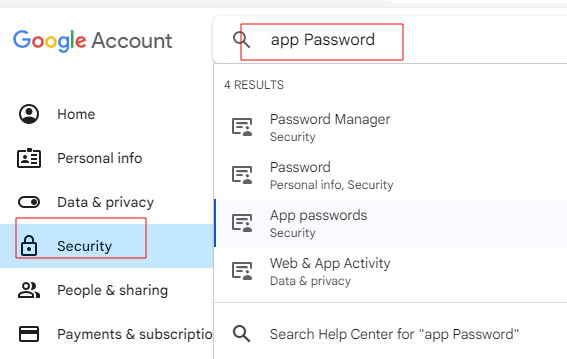 Google Account
app Password
4 RESULTS
Home
Password Manager
Security
Personal info
Password
Personal info, Security
Data & privacy
App passwords
Security
Security
Web & App Activity
Data & privacy
People & sharing
Payments & subscriptio
Search Help Center for "app Password"